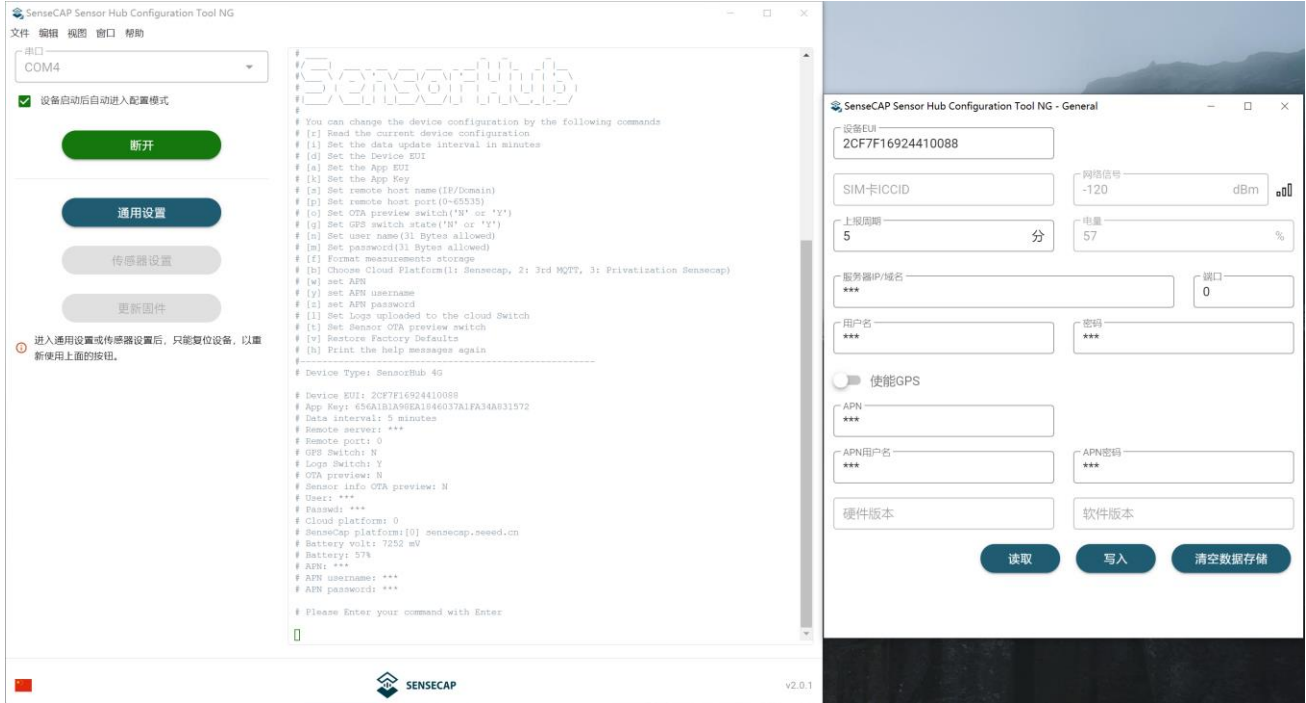 SenseCAP Sensor Hub Configuration Tool NG
文件 编辑 视图 窗口 帮助
串口
COM4
设备启动后自动进入配置模式
断开
通用设置
传感器设置
更新固件
进入通用设置或传感器设置后，只能复位设备，以重
新使用上面的按钮。
SensorHub
# You can change the device configuration by the following commands
# [r] Read the current device configuration
# [i] Set the data update interval in minutes
# [d] Set the Device EUI
# [a] Set the App EUI
# [k] Set the App Key
# [s] Set remote host name(IP/Domain)
# [p] Set remote host port(0~65535)
# [o] Set OTA preview switch('N' or 'Y')
# [g] Set GPS switch state('N' or 'Y')
# [n] Set user name(31 Bytes allowed)
# [m] Set password(31 Bytes allowed)
# [f] Format measurements storage
# [b] Choose Cloud Platform(1: Sensecap, 2: 3rd MQTT, 3: Privatization Sensecap)
# [w] set APN
# [y] set APN username
# [z] set APN password
# [l] Set Logs uploaded to the cloud Switch
# [t] Set Sensor OTA preview switch
# [v] Restore Factory Defaults
# [h] Print the help messages again
#-----------------------------------------------------
# Device Type: SensorHub 4G
# Device EUI: 2CF7F16924410088
# App Key: 656A1B1A98EA1846037A1FA34A831572
# Data interval: 5 minutes
# Remote server: ***
# Remote port: 0
# GPS Switch: N
# Logs Switch: Y
# OTA preview: N
# Sensor info OTA preview: N
# User: ***
# Passwd: ***
# Cloud platform: 0
# SenseCap platform:[0] sensecap.seeed.cn
# Battery volt: 7252 mV
# Battery: 57%
# APN: ***
# APN username: ***
# APN password: ***
# Please Enter your command with Enter
SENSECAP
v2.0.1
SenseCAP Sensor Hub Configuration Tool NG - General
设备EUI
2CF7F16924410088
SIM卡ICCID
网络信号
-120 dBm
上报周期
5 分
电量
57 %
服务器IP/域名
***
端口
0
用户名
***
密码
***
使能GPS
APN
***
APN用户名
***
APN密码
***
硬件版本
软件版本
读取
写入
清空数据存储